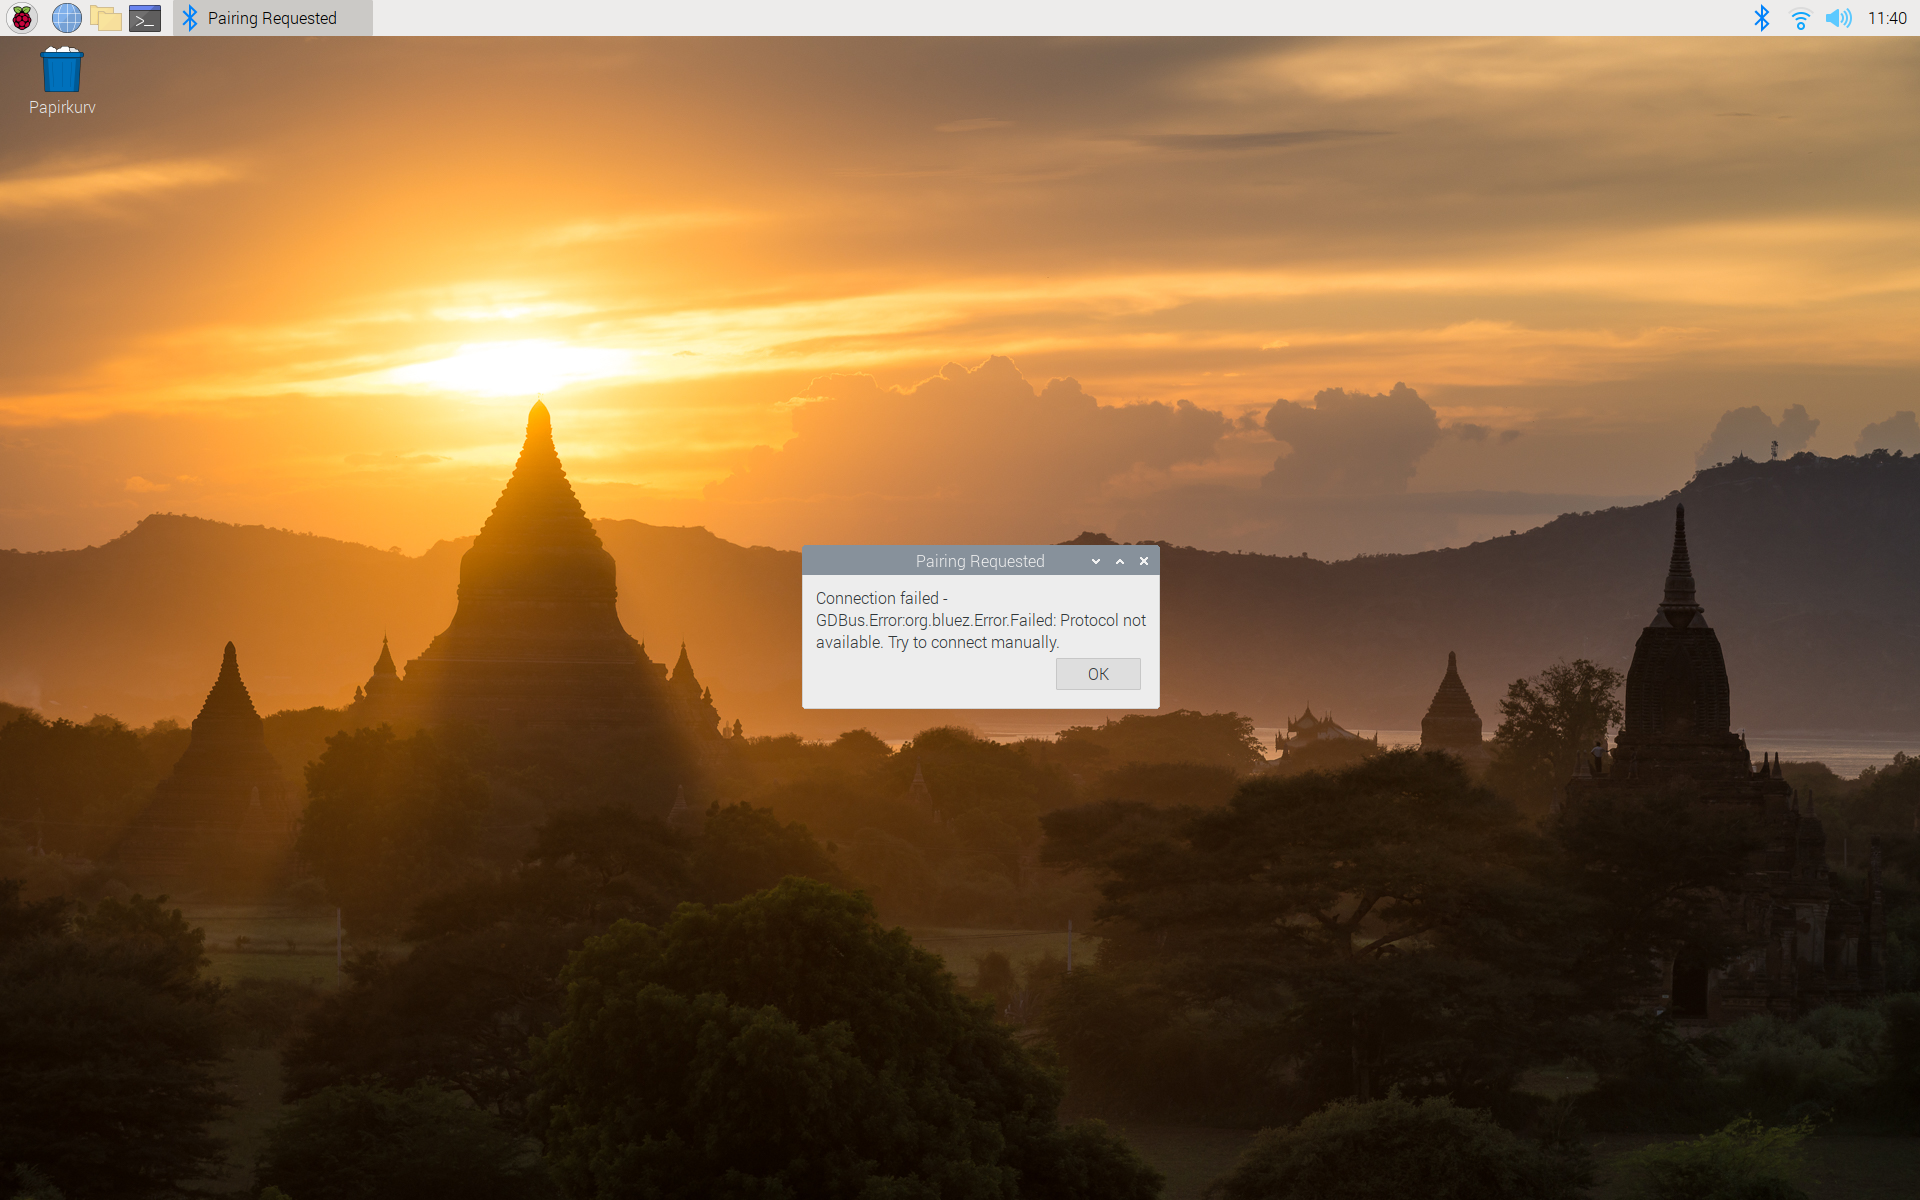 Pairing Requested
11:40
Papirkurv
Pairing Requested
Connection failed -
GDBus.Error:org.bluez.Error.Failed: Protocol not
available. Try to connect manually.
OK